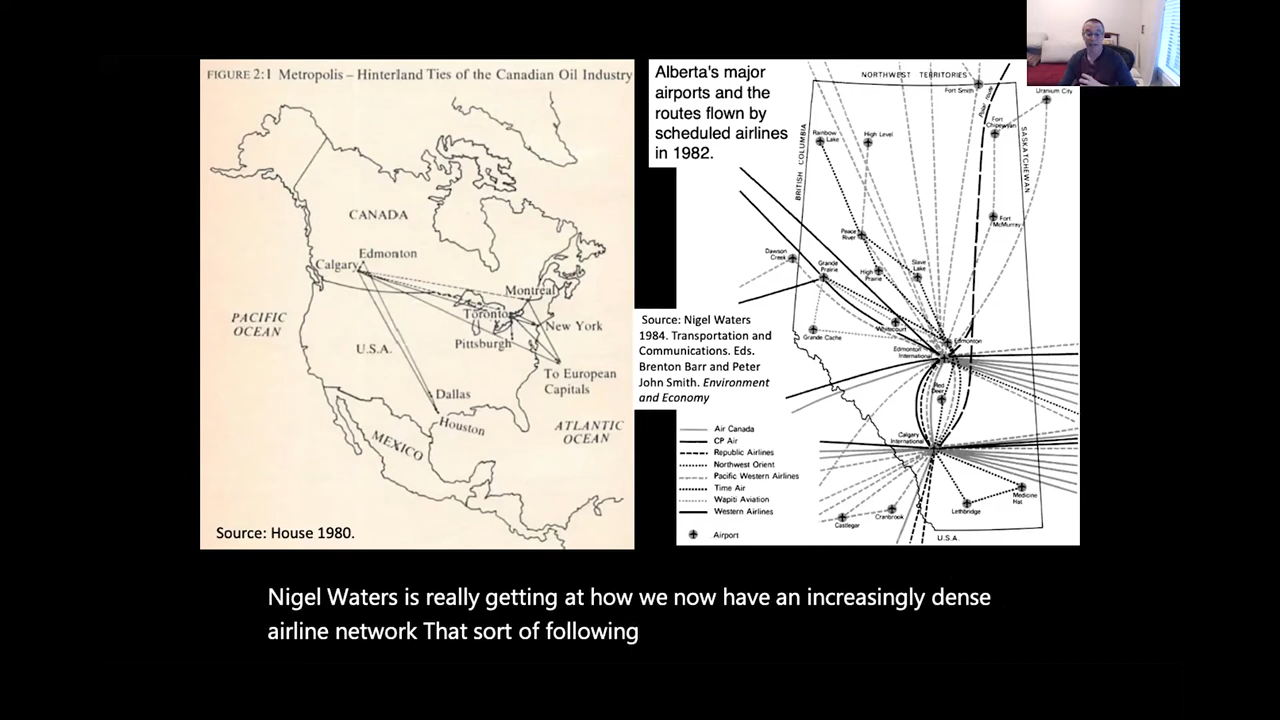 FIGURE 2:1 Metropolis – Hinterland Ties of the Canadian Oil Industry
CANADA
Edmonton
Calgary
Montreal
PACIFIC
OCEAN
Toronto
New York
Pittsburgh
U.S.A.
To European
Capitals
Dallas
Houston
ATLANTIC
OCEAN
MEXICO
Source: House 1980.
Alberta's major
airports and the
routes flown by
scheduled airlines
in 1982.
NORTHWEST TERRITORIES
Fort Smith
Uranium City
Fort
Chipewyan
Rainbow
Lake
High Level
BRITISH COLUMBIA
SASKATCHEWAN
Fort
McMurray
Peace
River
Dawson
Creek
Grande
Prairie
High
Prairie
Slave
Lake
Whitecourt
Grande Cache
Edmonton
Edmonton
International
Red
Deer
Calgary
International
Medicine
Hat
Lethbridge
Cranbrook
Castlegar
U.S.A.
Source: Nigel Waters
1984. Transportation and
Communications. Eds.
Brenton Barr and Peter
John Smith. Environment
and Economy
Air Canada
CP Air
Republic Airlines
Northwest Orient
Pacific Western Airlines
Time Air
Wapiti Aviation
Western Airlines
Airport
Nigel Waters is really getting at how we now have an increasingly dense
airline network That sort of following